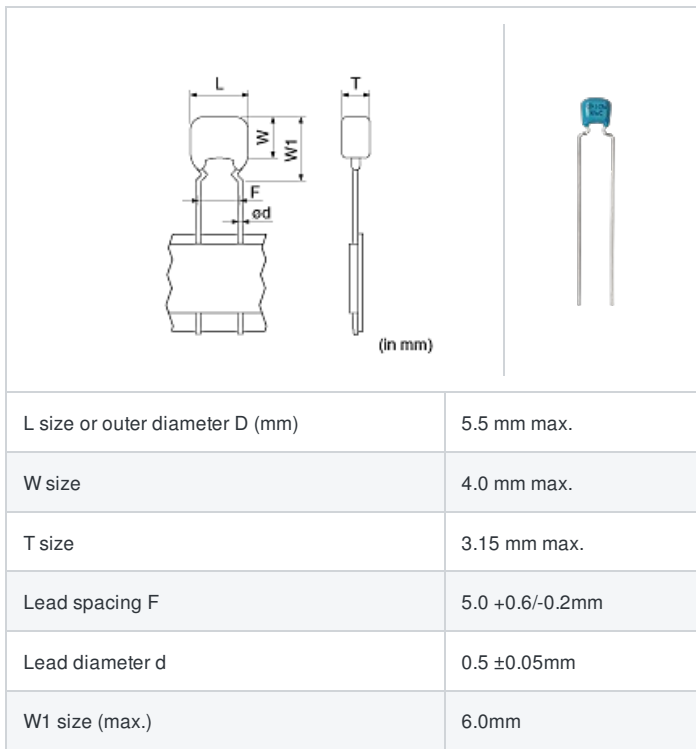 L
T
W
W1
F
ød
(in mm)
L size or outer diameter D (mm) 5.5 mm max.
W size 4.0 mm max.
T size 3.15 mm max.
Lead spacing F 5.0 +0.6/-0.2mm
Lead diameter d 0.5 ±0.05mm
W1 size (max.) 6.0mm